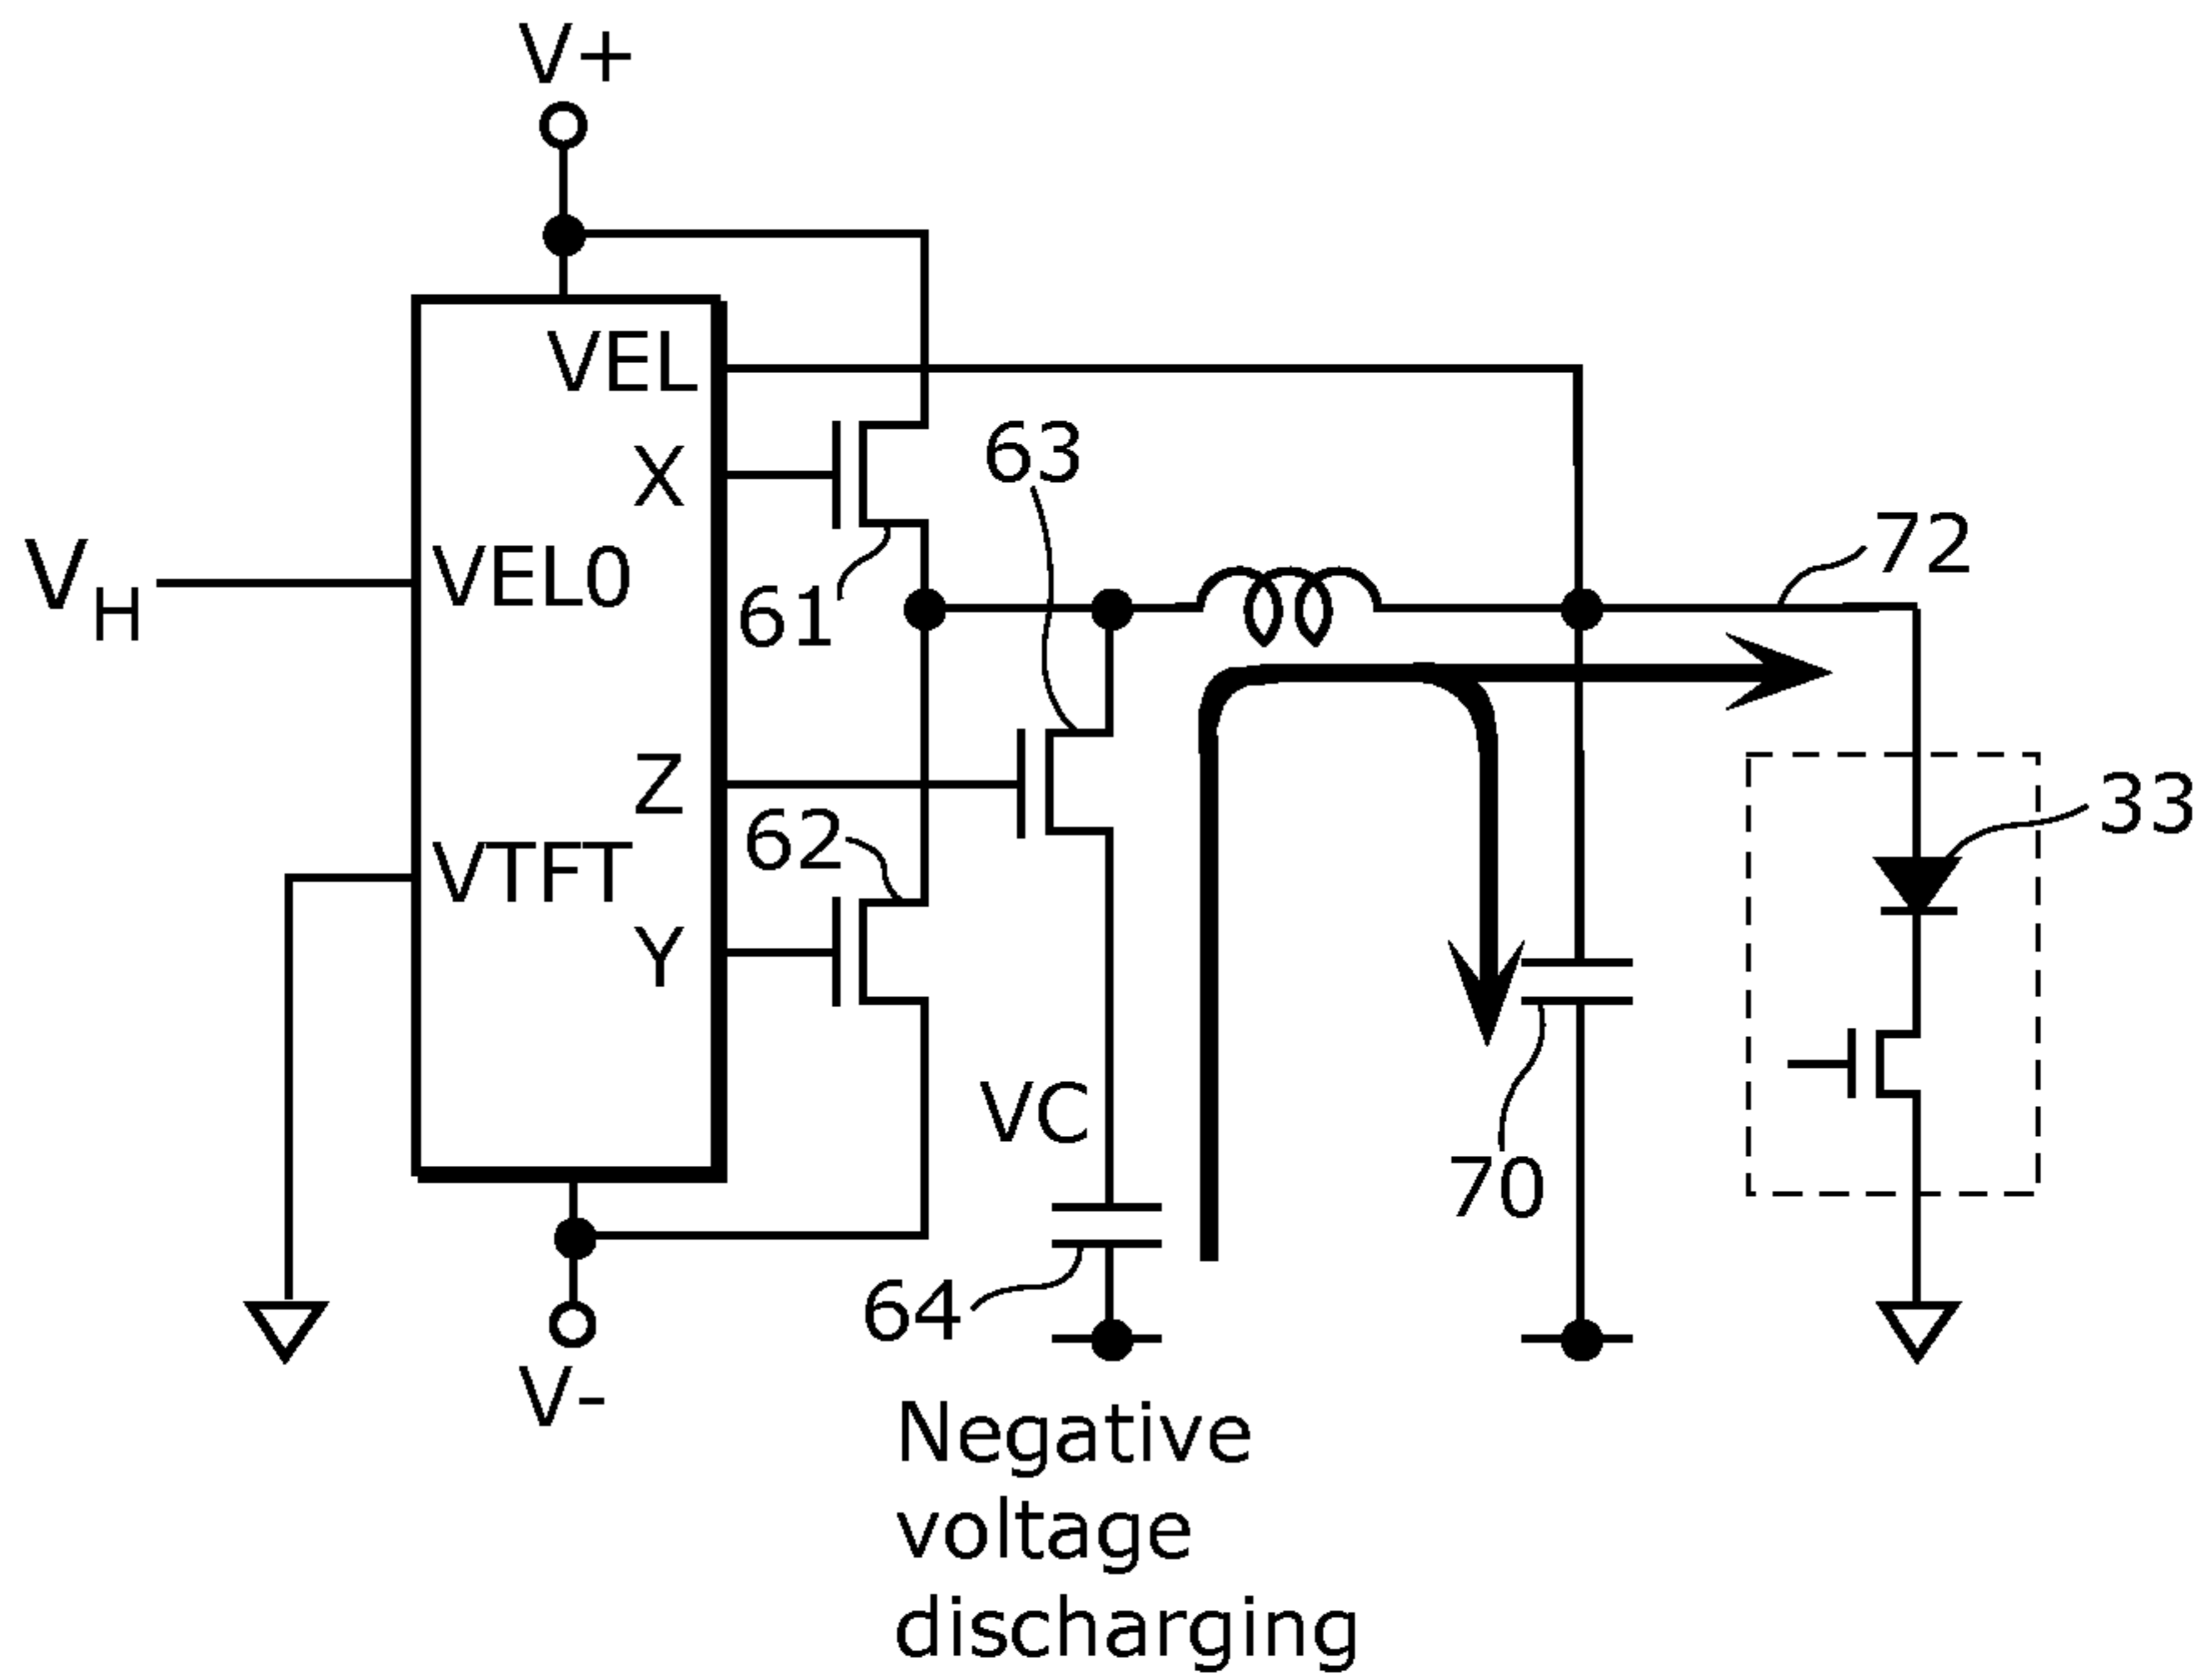 V+
VEL
X
63
VH
VEL0
61
72
Z
62
33
VTFT
Y
VC
70
64
V-
Negative
voltage
discharging